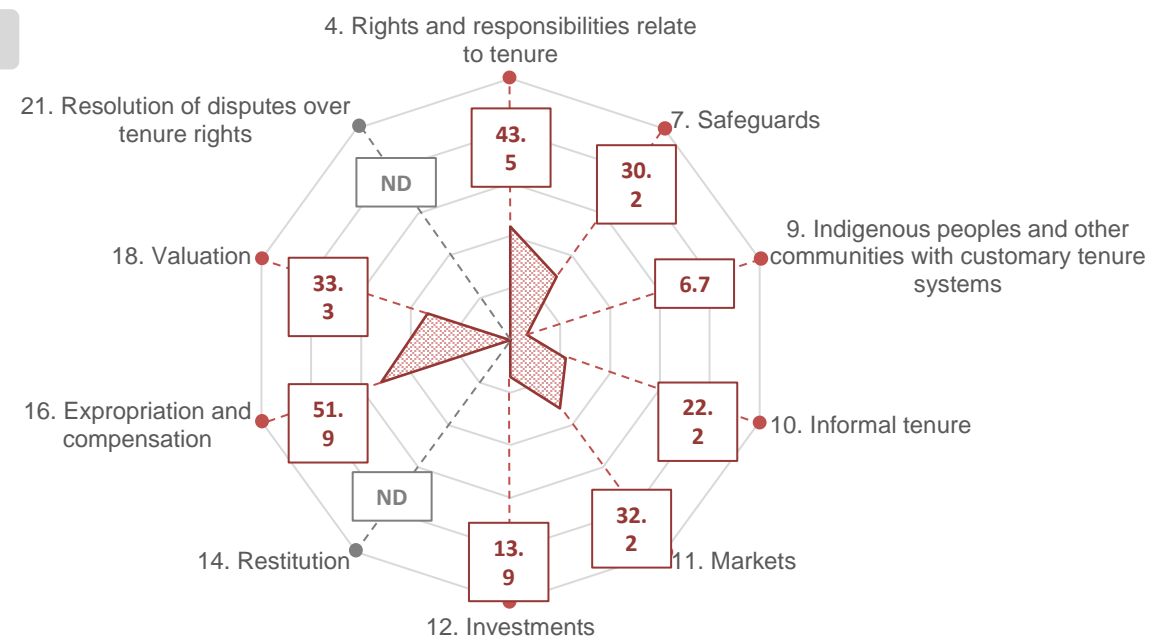 4. Rights and responsibilities relate
to tenure
43.
5
7. Safeguards
30.
2
9. Indigenous peoples and other
communities with customary tenure
systems
6.7
10. Informal tenure
22.
2
11. Markets
32.
2
12. Investments
13.
9
14. Restitution
ND
16. Expropriation and
compensation
51.
9
18. Valuation
33.
3
21. Resolution of disputes over
tenure rights
ND